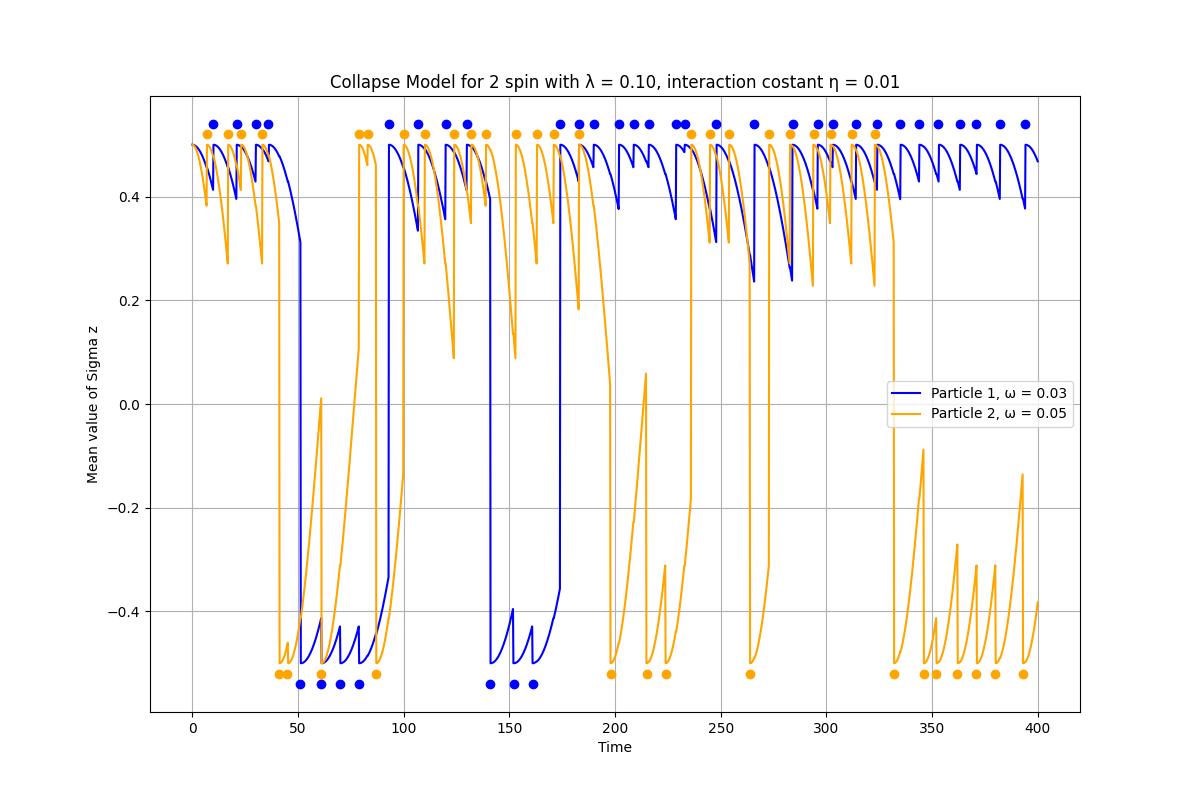 Collapse Model for 2 spin with λ = 0.10, interaction costant η = 0.01
Mean value of Sigma z
0.4
0.2
0.0
−0.2
−0.4
Particle 1, ω = 0.03
Particle 2, ω = 0.05
0 50 100 150 200 250 300 350 400
Time